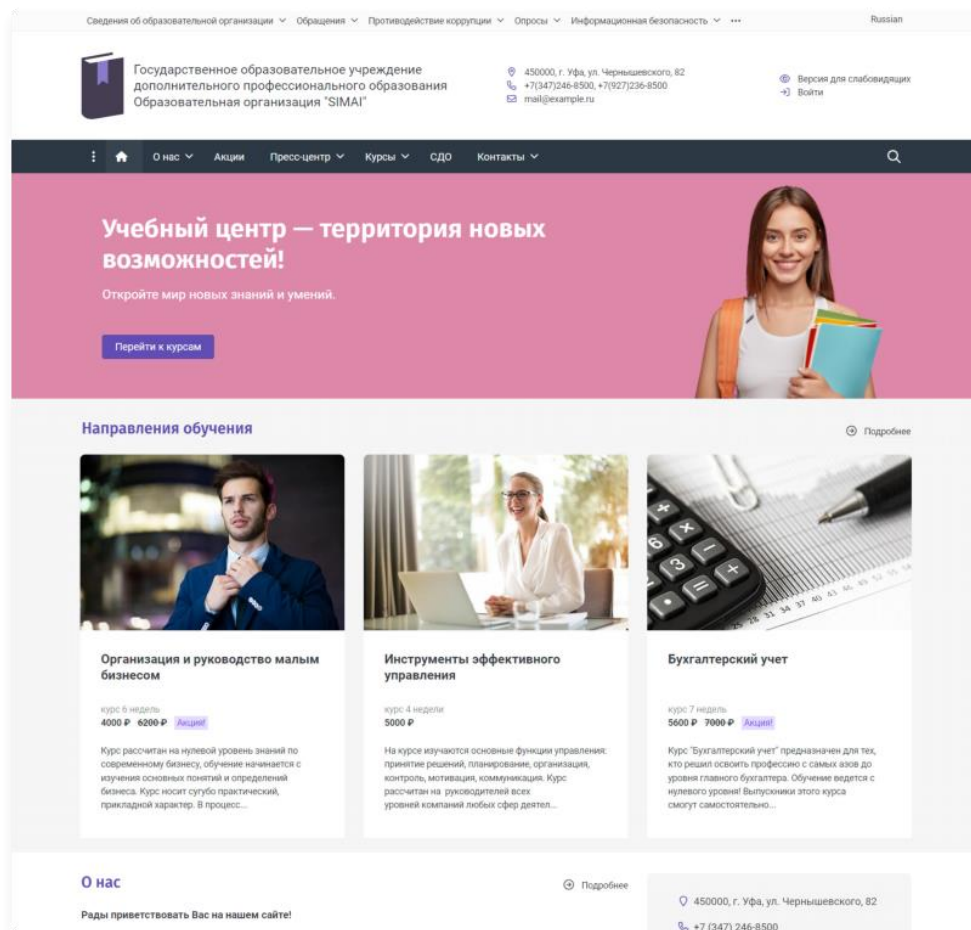 Сведения об образовательной организации Обращения Противодействие коррупции Опросы Информационная безопасность ••• Russian
Государственное образовательное учреждение
дополнительного профессионального образования
Образовательная организация "SIMAI"
450000, г. Уфа, ул. Чернышевского, 82
+7(347)246-8500, +7(927)236-8500
mail@example.ru
Версия для слабовидящих
Войти
О нас Акции Пресс-центр Курсы СДО Контакты
Учебный центр — территория новых
возможностей!
Откройте мир новых знаний и умений.
Перейти к курсам
Направления обучения
Подробнее
Организация и руководство малым
бизнесом
курс 6 недель
4000 ₽ 6200 ₽ Акция!
Курс рассчитан на нулевой уровень знаний по
современному бизнесу, обучение начинается с
изучения основных понятий и определений
бизнеса. Курс носит сугубо практический,
прикладной характер. В процесс...
Инструменты эффективного
управления
курс 4 недели
5000 ₽
На курсе изучаются основные функции управления:
принятие решений, планирование, организация,
контроль, мотивация, коммуникация. Курс
рассчитан на руководителей всех
уровней компаний любых сфер деятел...
Бухгалтерский учет
курс 7 недель
5600 ₽ 7000 ₽ Акция!
Курс "Бухгалтерский учет" предназначен для тех,
кто решил освоить профессию с самых азов до
уровня главного бухгалтера. Обучение ведется с
нулевого уровня! Выпускники этого курса
смогут самостоятельно...
О нас
Подробнее
Рады приветствовать Вас на нашем сайте!
450000, г. Уфа, ул. Чернышевского, 82
+7 (347) 246-8500